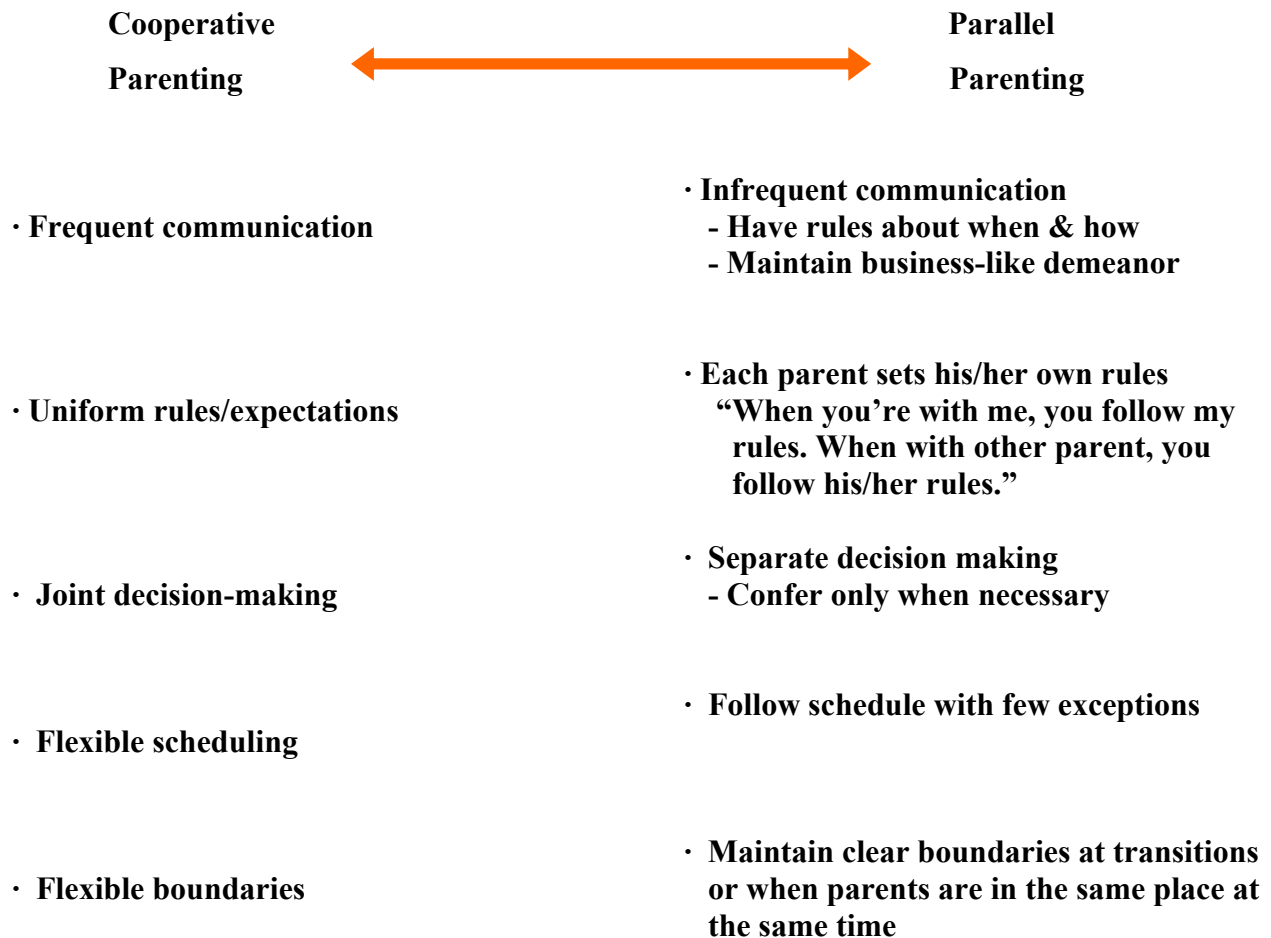 Cooperative
Parenting
Parallel
Parenting
· Frequent communication
· Infrequent communication
- Have rules about when & how
- Maintain business-like demeanor
· Uniform rules/expectations
· Each parent sets his/her own rules
“When you’re with me, you follow my
rules. When with other parent, you
follow his/her rules.”
· Joint decision-making
· Separate decision making
- Confer only when necessary
· Flexible scheduling
· Follow schedule with few exceptions
· Flexible boundaries
· Maintain clear boundaries at transitions
or when parents are in the same place at
the same time